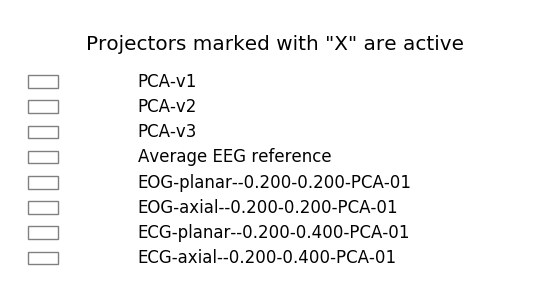 Projectors marked with "X" are active
PCA-v1
PCA-v2
PCA-v3
Average EEG reference
EOG-planar--0.200-0.200-PCA-01
EOG-axial--0.200-0.200-PCA-01
ECG-planar--0.200-0.400-PCA-01
ECG-axial--0.200-0.400-PCA-01